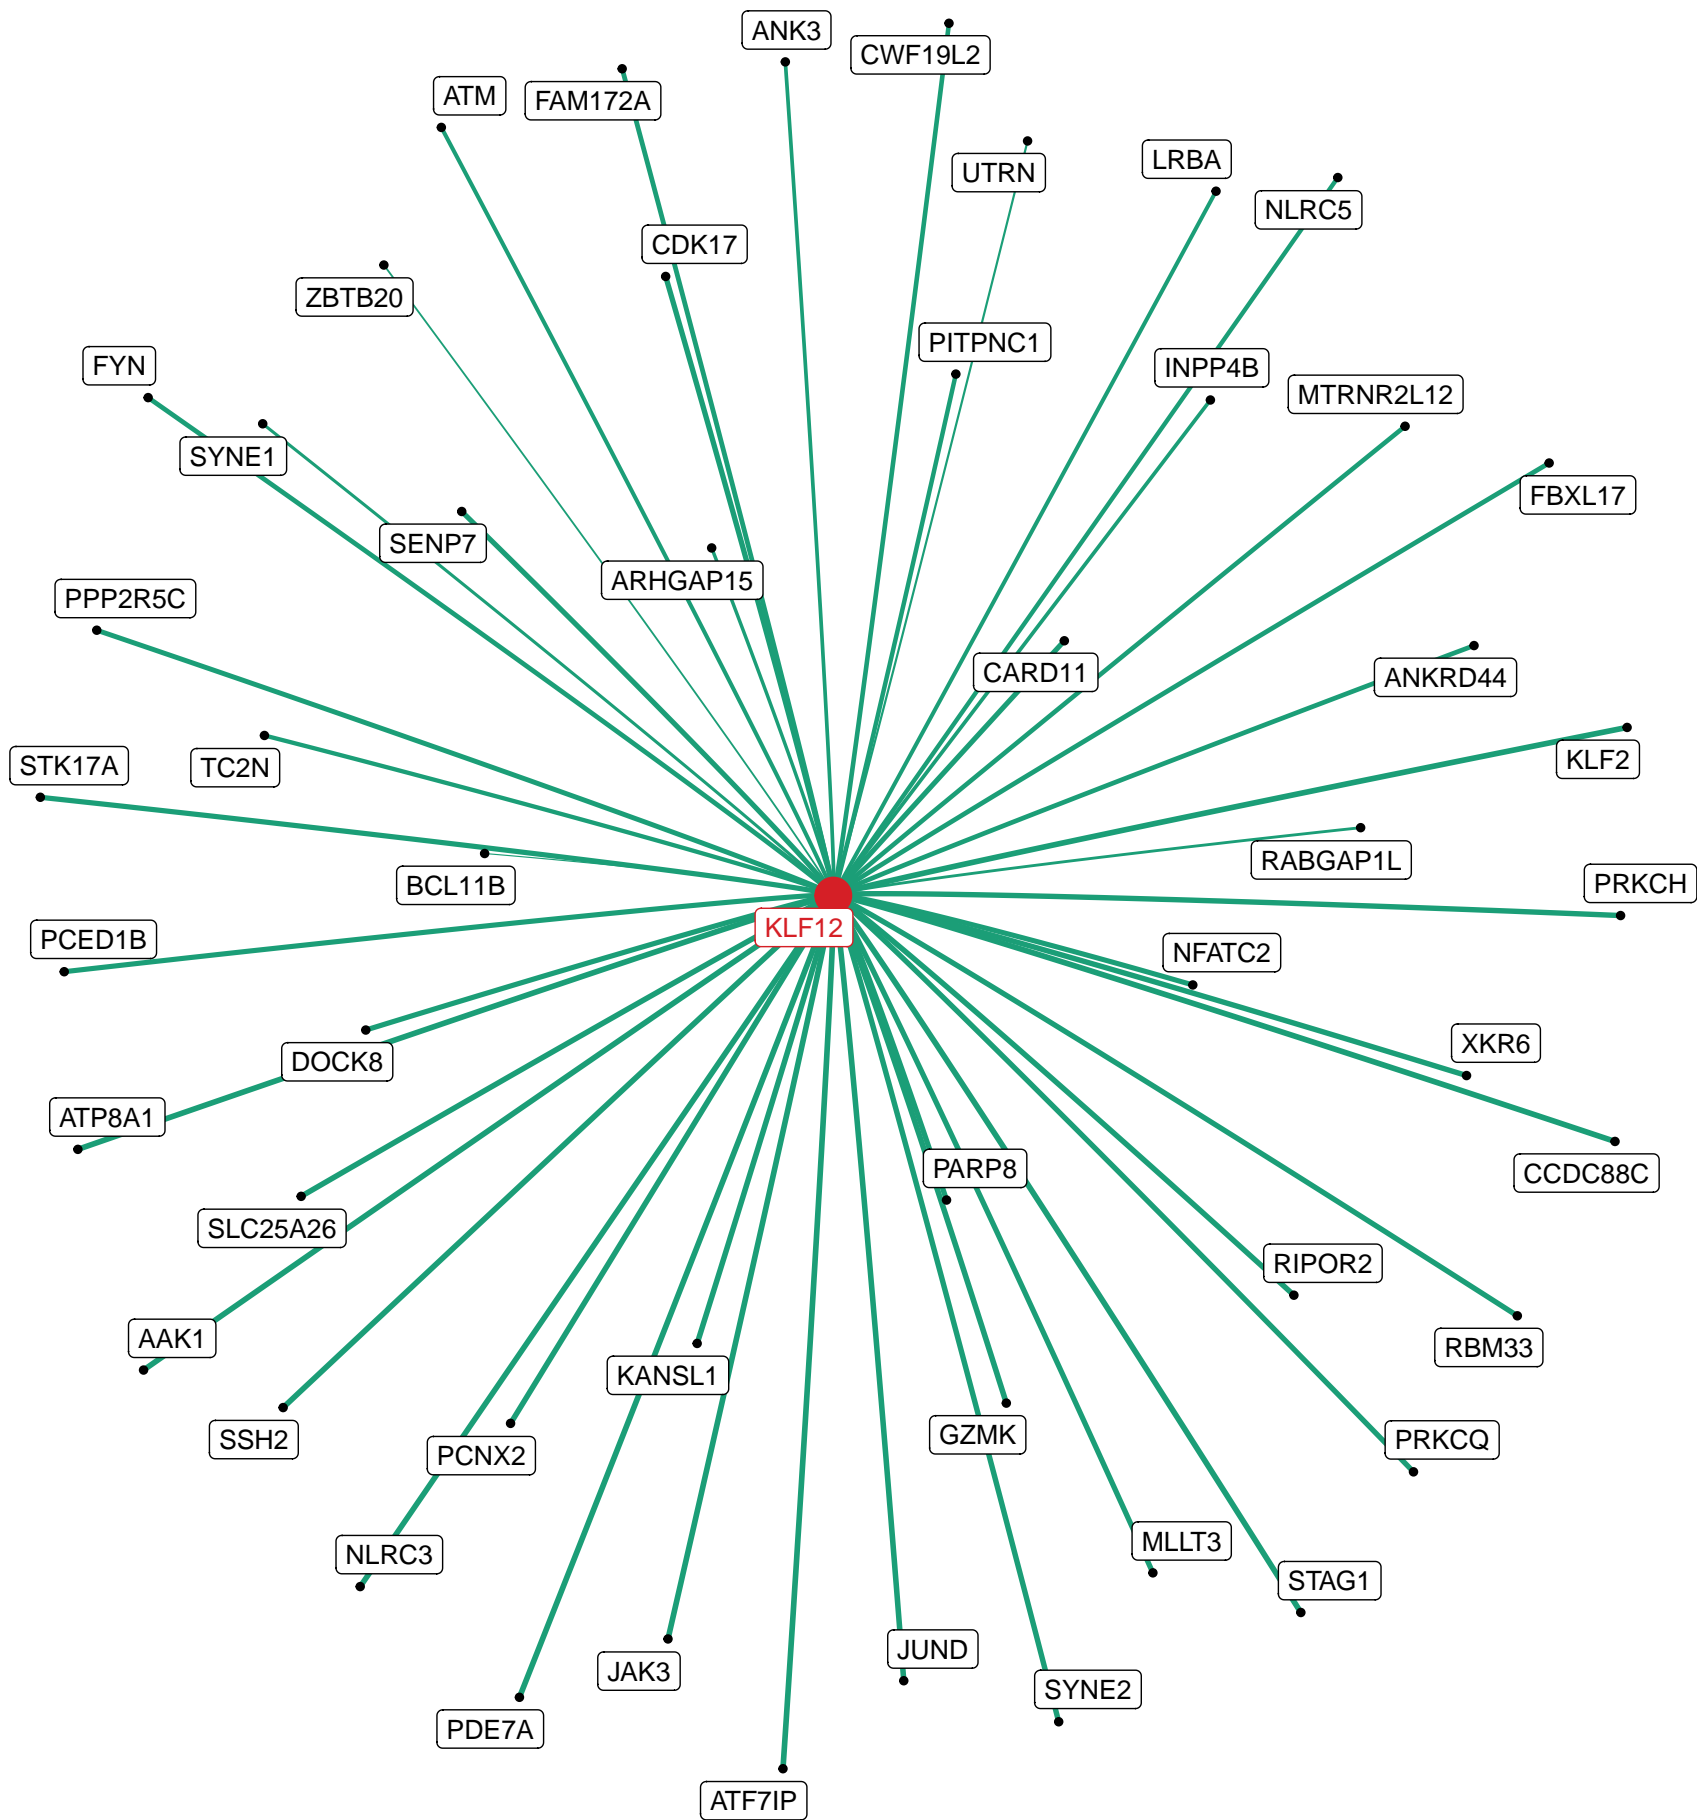 ANK3
CWF19L2
ATM
FAM172A
LRBA
UTRN
NLRC5
CDK17
ZBTB20
PITPNC1
FYN
INPP4B
MTRNR2L12
SYNE1
FBXL17
SENP7
ARHGAP15
PPP2R5C
CARD11
ANKRD44
STK17A
TC2N
KLF2
RABGAP1L
BCL11B
PRKCH
KLF12
PCED1B
NFATC2
XKR6
DOCK8
ATP8A1
PARP8
CCDC88C
SLC25A26
RIPOR2
AAK1
RBM33
KANSL1
GZMK
SSH2
PRKCQ
PCNX2
MLLT3
NLRC3
STAG1
JUND
JAK3
SYNE2
PDE7A
ATF7IP